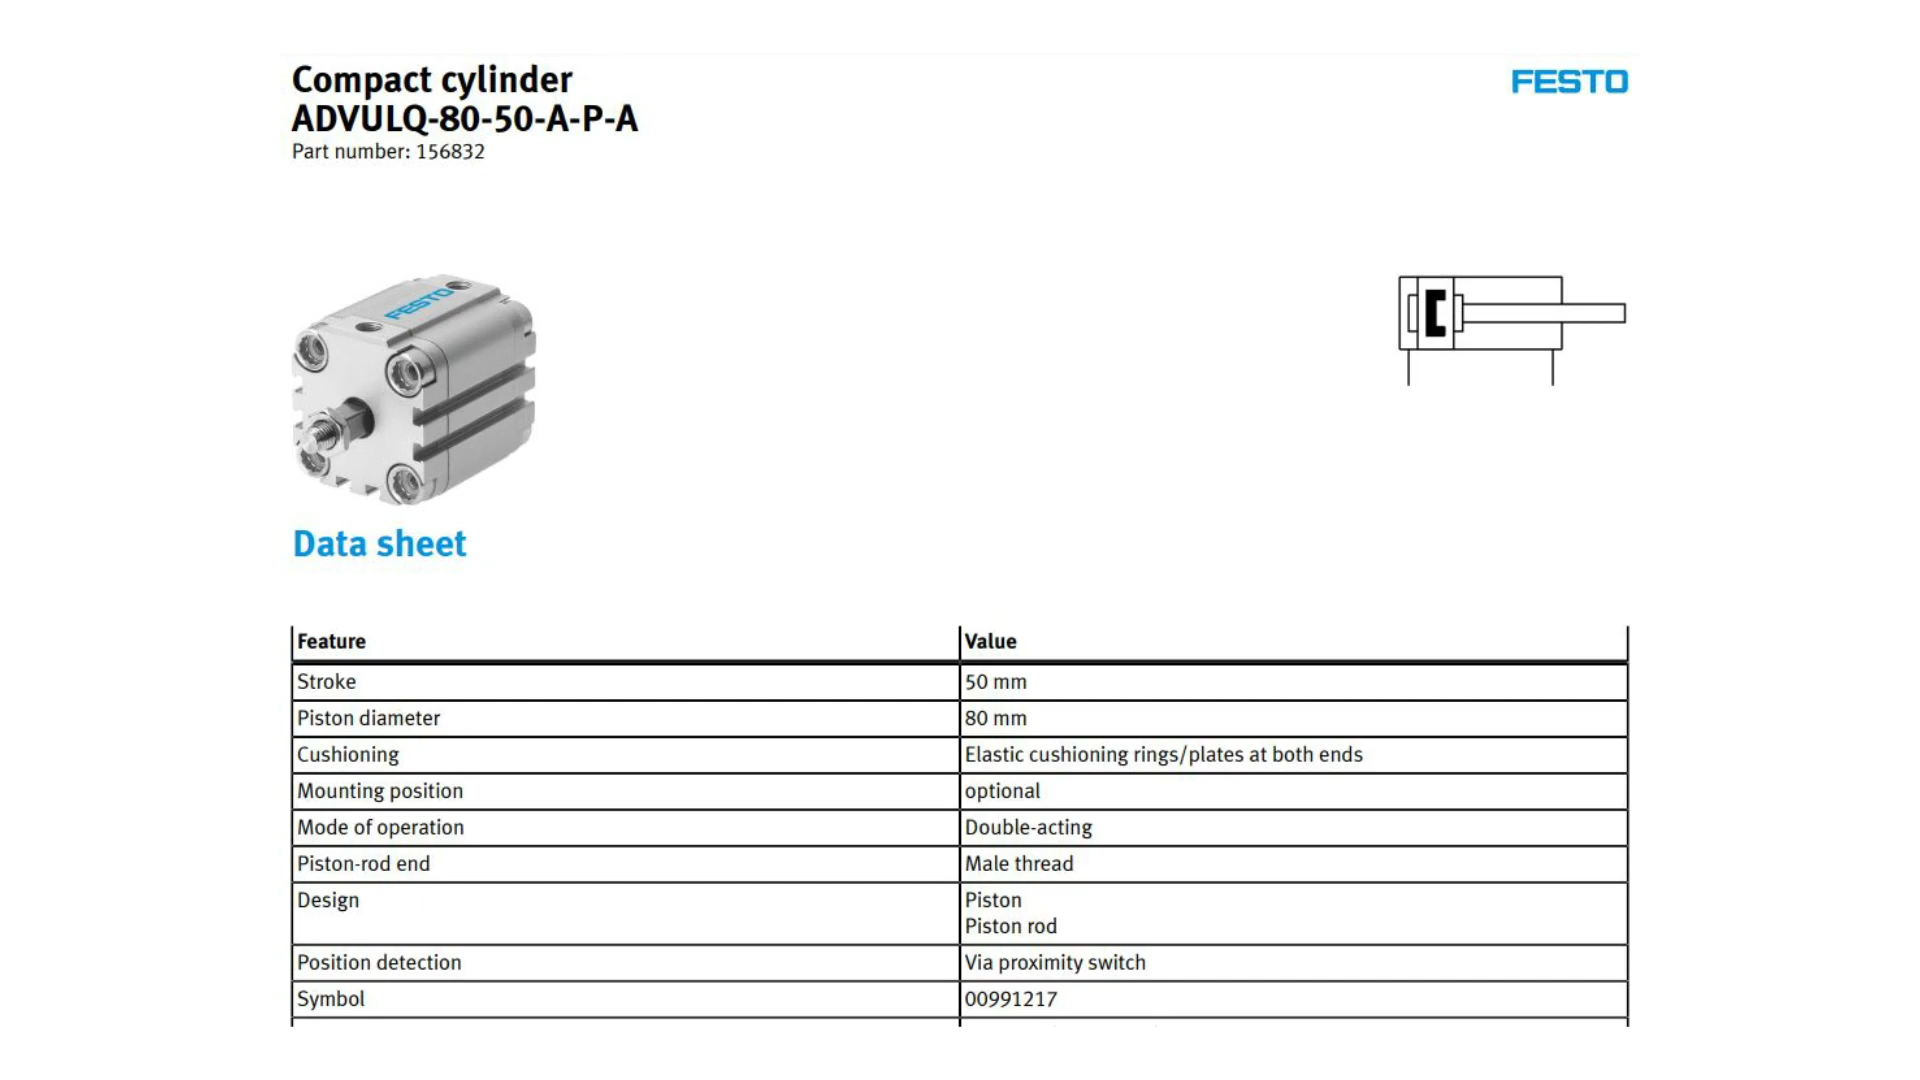 Compact cylinder
ADVULQ-80-50-A-P-A
Part number: 156832
FESTO
FESTO
Data sheet
Feature Value
Stroke 50 mm
Piston diameter 80 mm
Cushioning Elastic cushioning rings/plates at both ends
Mounting position optional
Mode of operation Double-acting
Piston-rod end Male thread
Design Piston
Piston rod
Position detection Via proximity switch
Symbol 00991217